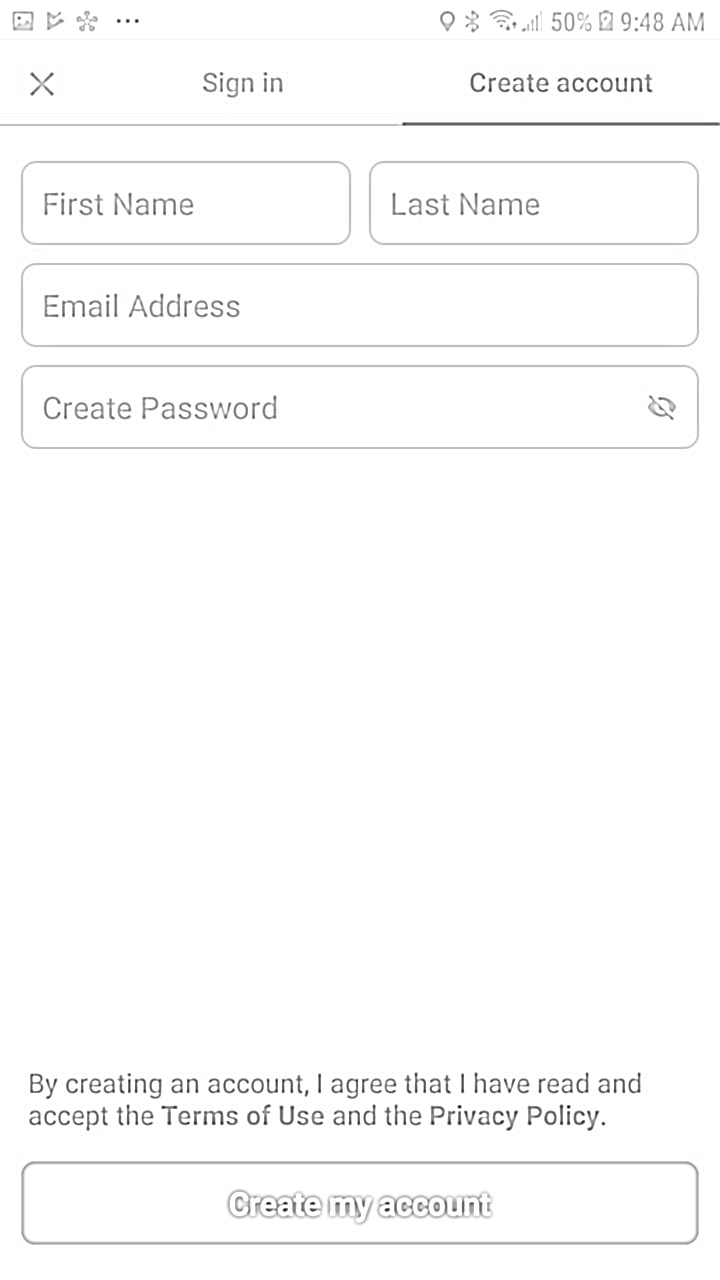 50% 9:48 AM
Sign in
Create account
First Name
Last Name
Email Address
Create Password
By creating an account, I agree that I have read and
accept the Terms of Use and the Privacy Policy.
Create my account